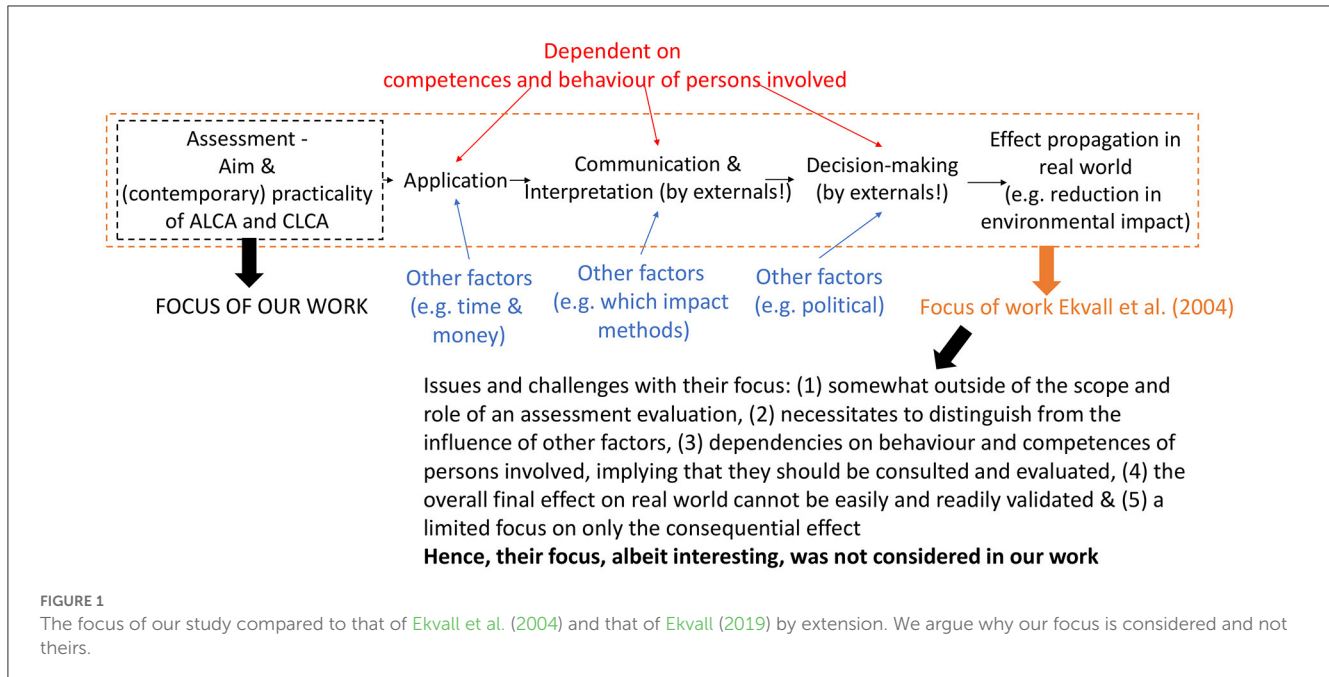 Dependent on
competences and behaviour of persons involved
Assessment -
Aim &
(contemporary) practicality
of ALCA and CLCA
Application
Communication &
Interpretation (by externals!)
Decision-making
(by externals!)
Effect propagation in
real world
(e.g. reduction in
environmental impact)
FOCUS OF OUR WORK
Other factors
(e.g. time &
money)
Other factors
(e.g. which impact
methods)
Other factors
(e.g. political)
Focus of work Ekvall et al. (2004)
Issues and challenges with their focus: (1) somewhat outside of the scope and
role of an assessment evaluation, (2) necessitates to distinguish from the
influence of other factors, (3) dependencies on behaviour and competences of
persons involved, implying that they should be consulted and evaluated, (4) the
overall final effect on real world cannot be easily and readily validated & (5) a
limited focus on only the consequential effect
Hence, their focus, albeit interesting, was not considered in our work
FIGURE 1
The focus of our study compared to that of Ekvall et al. (2004) and that of Ekvall (2019) by extension. We argue why our focus is considered and not
theirs.